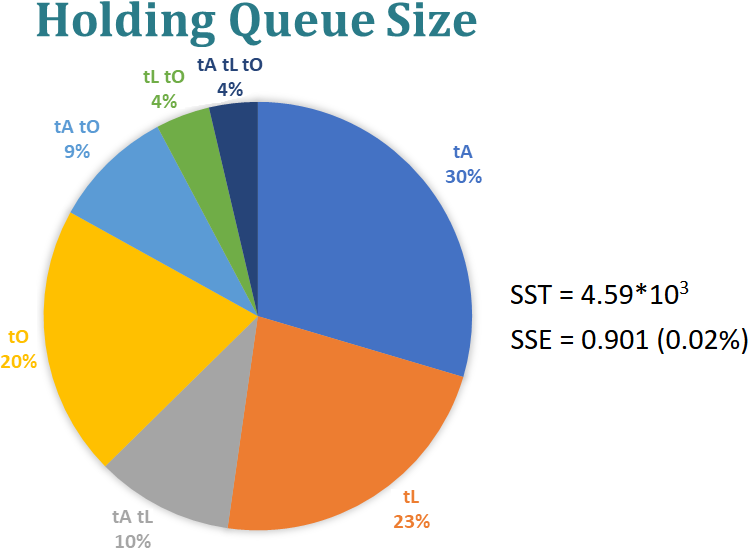 Holding Queue Size
tA tL tO
4%
tL tO
4%
tA tO
9%
tA
30%
SST = 4.59*10³
SSE = 0.901 (0.02%)
tO
20%
tL
23%
tA tL
10%